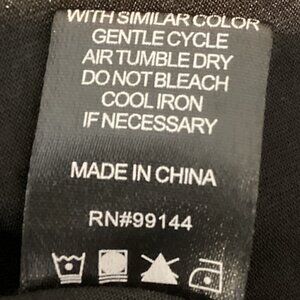 WITH SIMILAR COLOR
GENTLE CYCLE
AIR TUMBLE DRY
DO NOT BLEACH
COOL IRON
IF NECESSARY
MADE IN CHINA
RN#99144